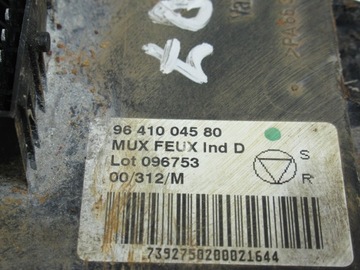 96 410 045 80
MUX FEUX Ind D
Lot 096753
00/312/M
S
R
7392750200021644